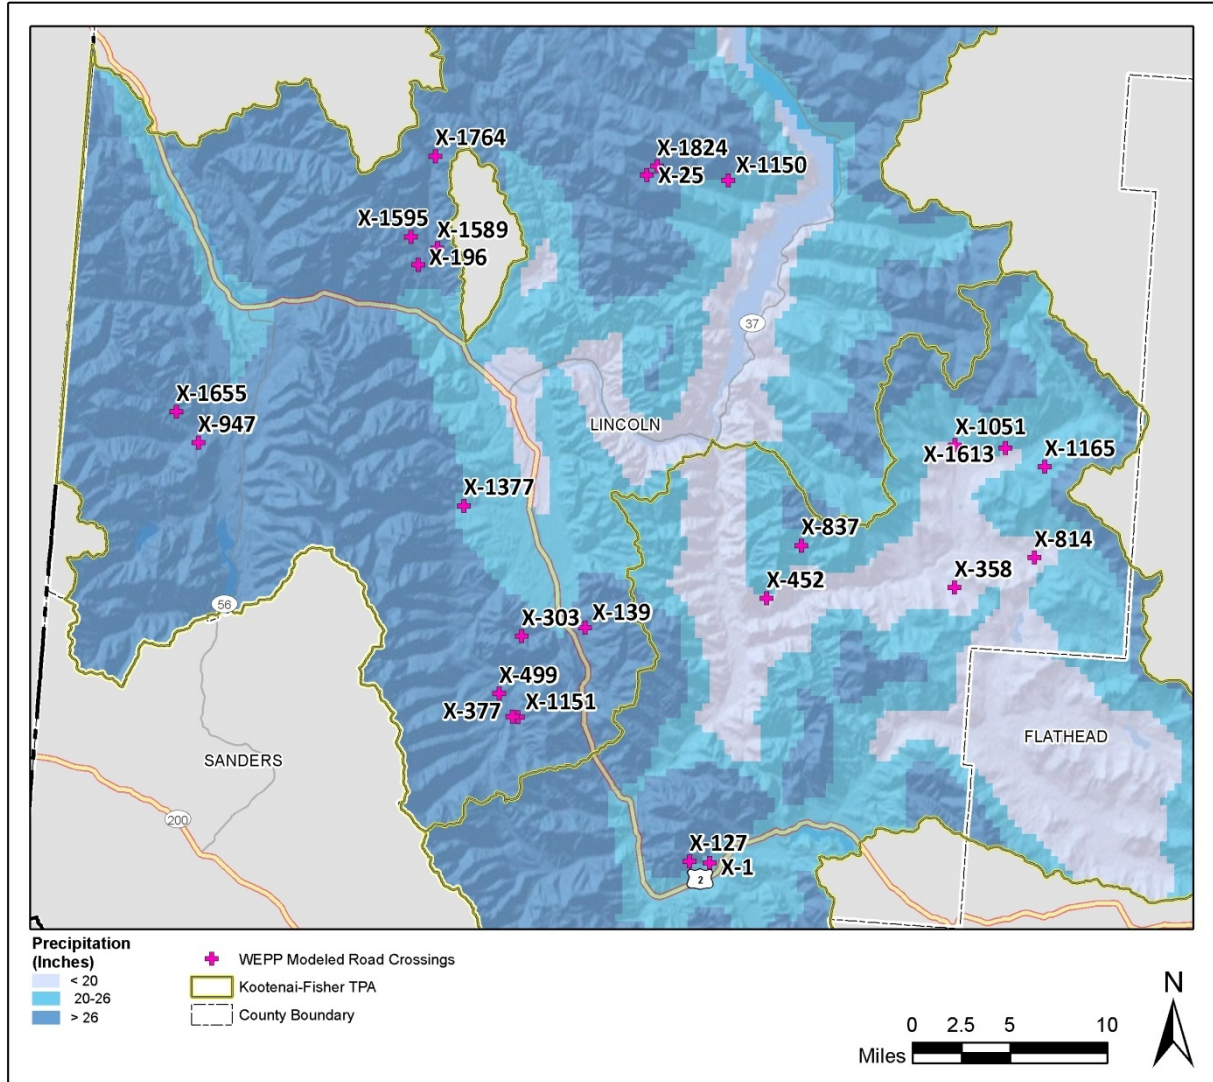 X-1764
X-1824
X-25
X-1150
X-1595
X-1589
X-196
37
X-1655
X-947
LINCOLN
X-1051
X-1613
X-1165
X-1377
X-837
X-814
X-452
X-358
56
X-303
X-139
X-499
X-377
X-1151
SANDERS
FLATHEAD
200
X-127
X-1
2
Precipitation
(Inches)
< 20
20-26
> 26
WEPP Modeled Road Crossings
Kootenai-Fisher TPA
County Boundary
N
0 2.5 5 10
Miles